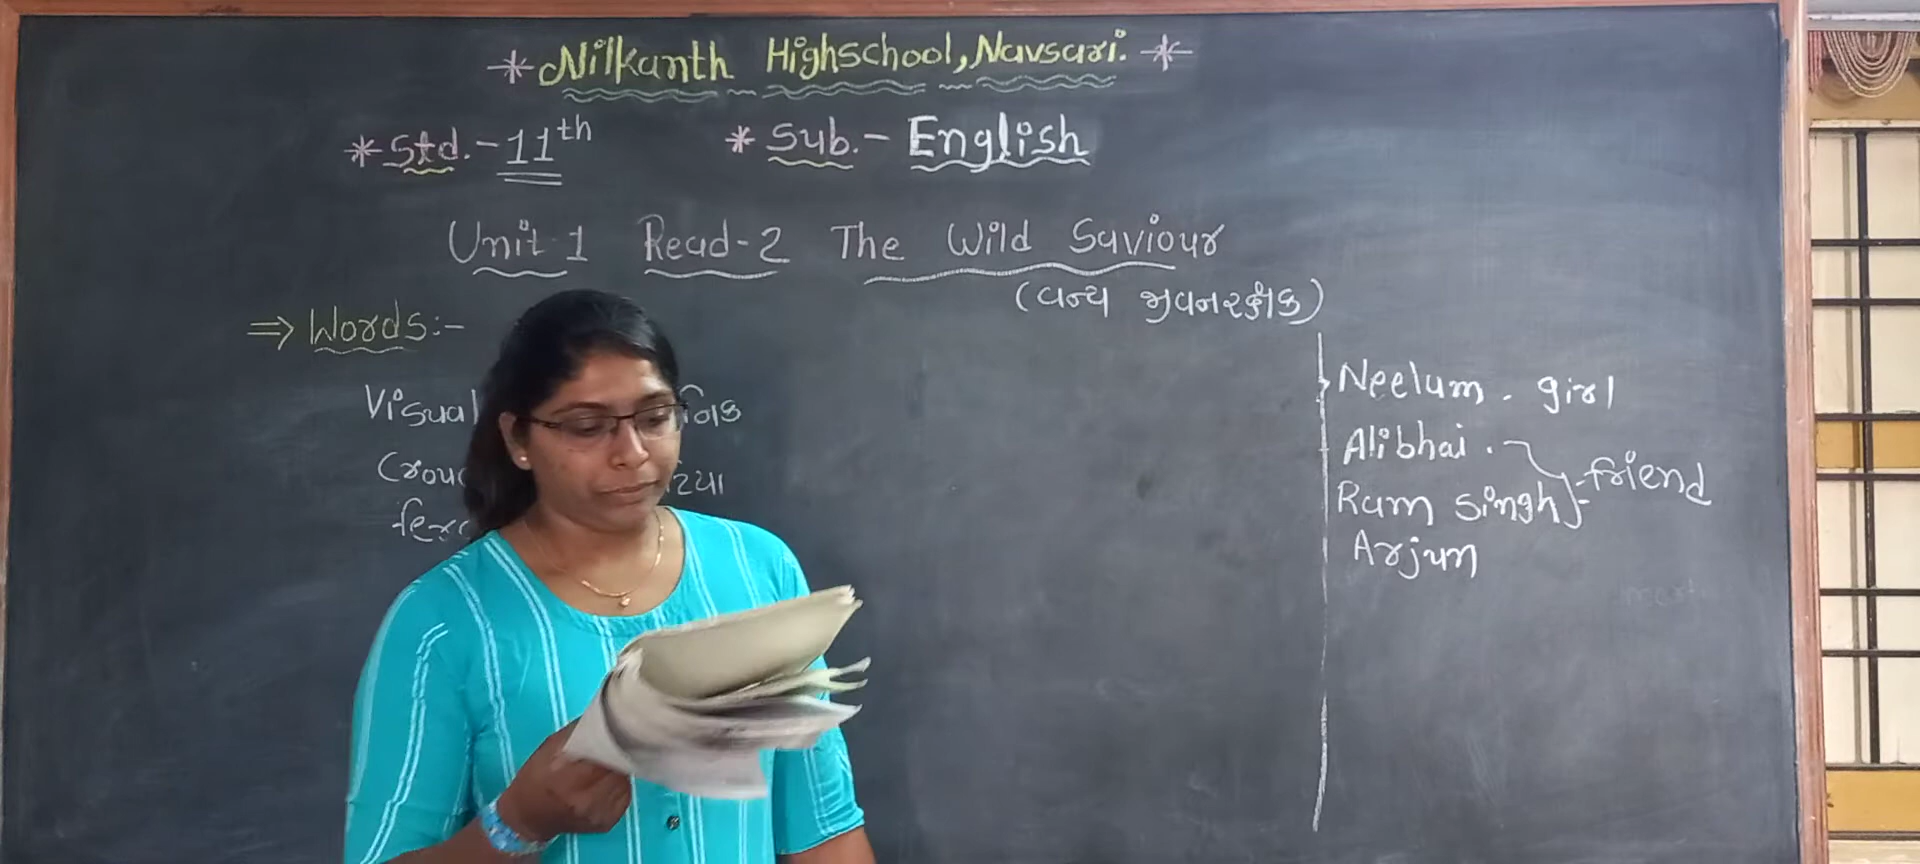 * Nilkanth Highschool, Navsari. *
* Std. - 11th * Sub. - English
Unit-1 Read-2 The Wild Saviour
(વન્ય જીવનરક્ષક)
⇒ Words:-
Visual
Neelum . girl
Alibhai .
Ram Singh
friend
Arjun